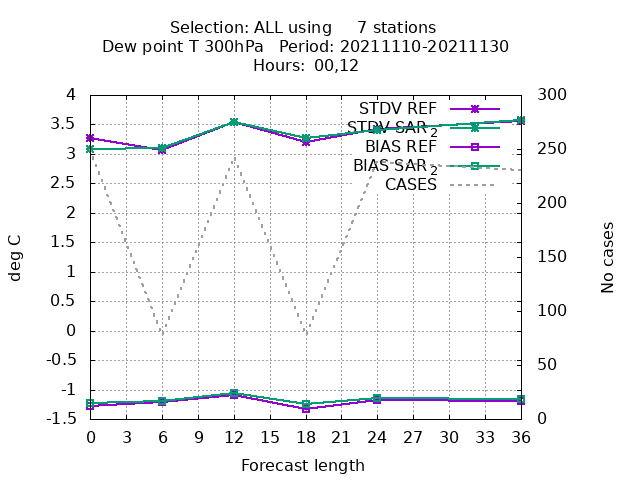 Selection: ALL using     7 stations
Dew point T 300hPa   Period: 20211110-20211130
Hours:  00,12
4
3.5
3
2.5
2
1.5
1
0.5
0
-0.5
-1
-1.5
deg C
STDV REF
STDV SAR2
BIAS REF
BIAS SAR2
CASES
300
250
200
150
100
50
0
No cases
0 3 6 9 12 15 18 21 24 27 30 33 36
Forecast length